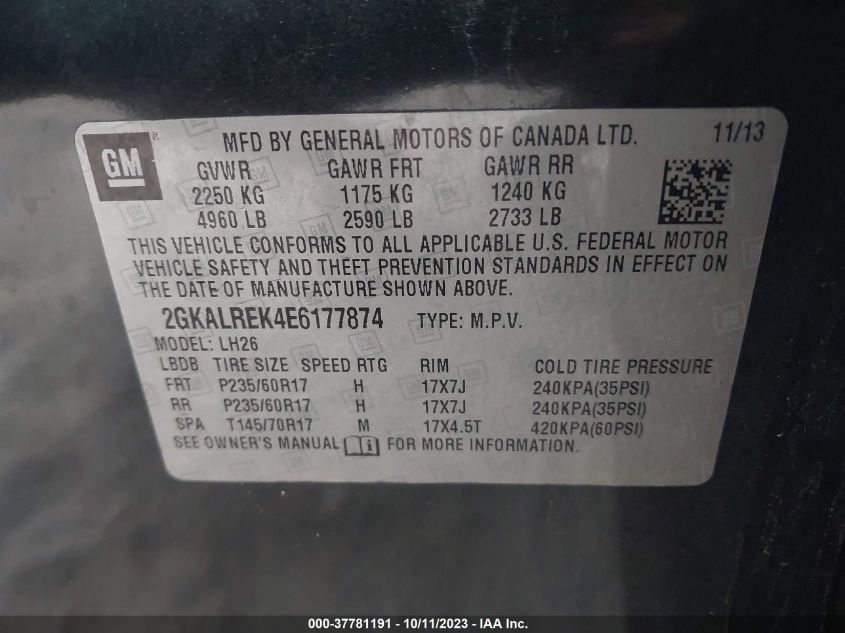 GM
MFD BY GENERAL MOTORS OF CANADA LTD. 11/13
GVWR GAWR FRT GAWR RR
2250 KG 1175 KG 1240 KG
4960 LB 2590 LB 2733 LB
THIS VEHICLE CONFORMS TO ALL APPLICABLE U.S. FEDERAL MOTOR
VEHICLE SAFETY AND THEFT PREVENTION STANDARDS IN EFFECT ON
THE DATE OF MANUFACTURE SHOWN ABOVE.
2GKALREK4E6177874 TYPE: M.P.V.
MODEL: LH26
LBDB TIRE SIZE SPEED RTG RIM COLD TIRE PRESSURE
FRT P235/60R17 H 17X7J 240KPA(35PSI)
RR P235/60R17 H 17X7J 240KPA(35PSI)
SPA T145/70R17 M 17X4.5T 420KPA(60PSI)
SEE OWNER'S MANUAL FOR MORE INFORMATION.
000-37781191 - 10/11/2023 - IAA Inc.